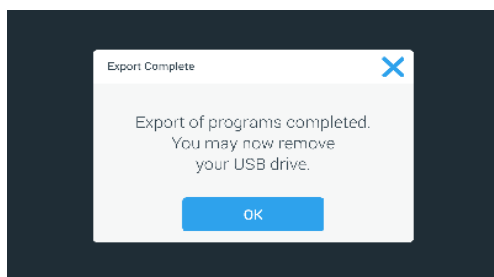 Export Complete
Export of programs completed.
You may now remove
your USB drive.
OK